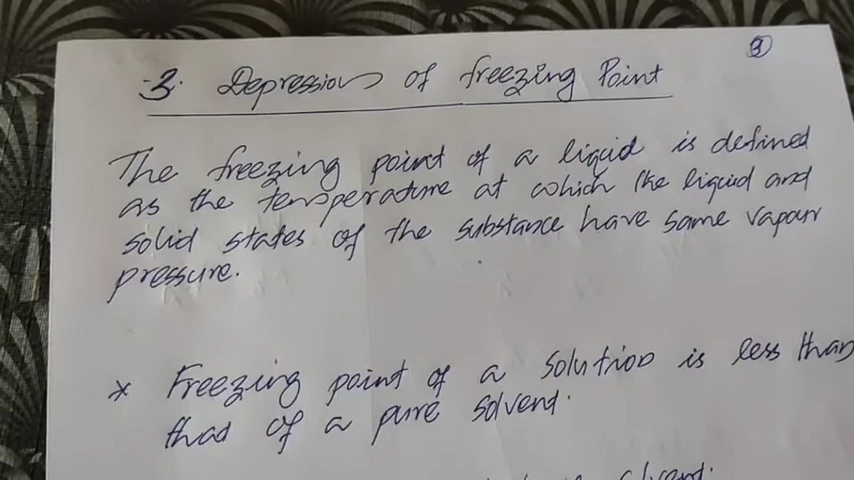 3
3. Depression of freezing Point
The freezing point of a liquid is defined
as the temperature at which the liquid and
solid states of the substance have same vapour
pressure.
* Freezing point of a solution is less than
that of a pure solvent.
solvent.